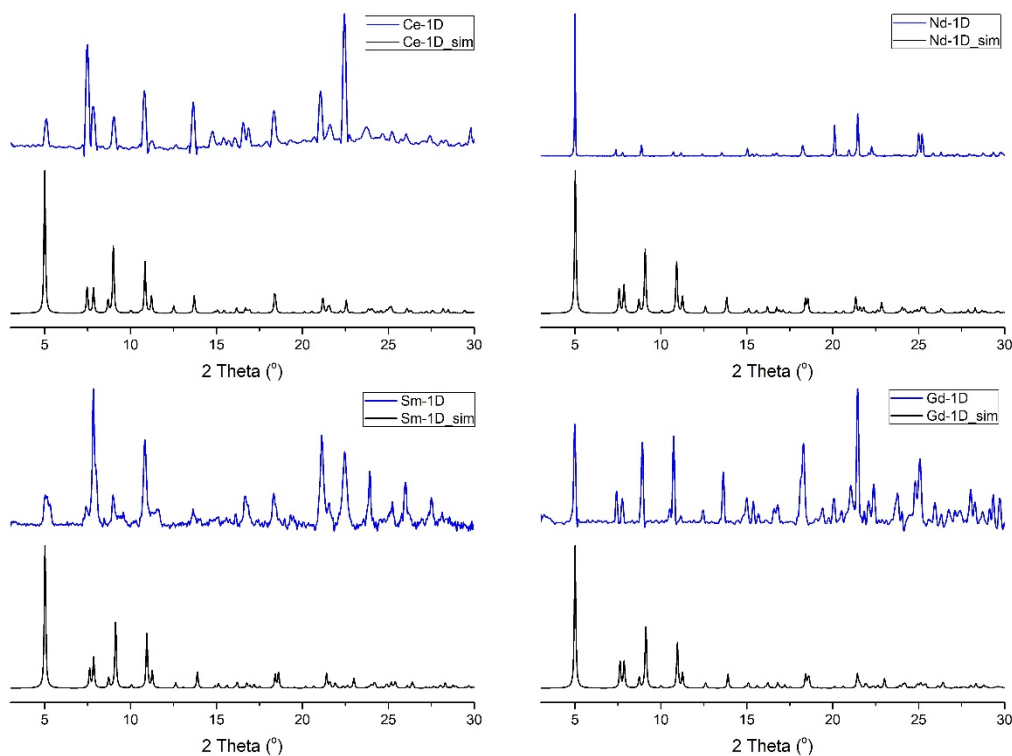 Ce-1D
Ce-1D_sim
5 10 15 20 25 30
2 Theta (°)
Nd-1D
Nd-1D_sim
5 10 15 20 25 30
2 Theta (°)
Sm-1D
Sm-1D_sim
5 10 15 20 25 30
2 Theta (°)
Gd-1D
Gd-1D_sim
5 10 15 20 25 30
2 Theta (°)